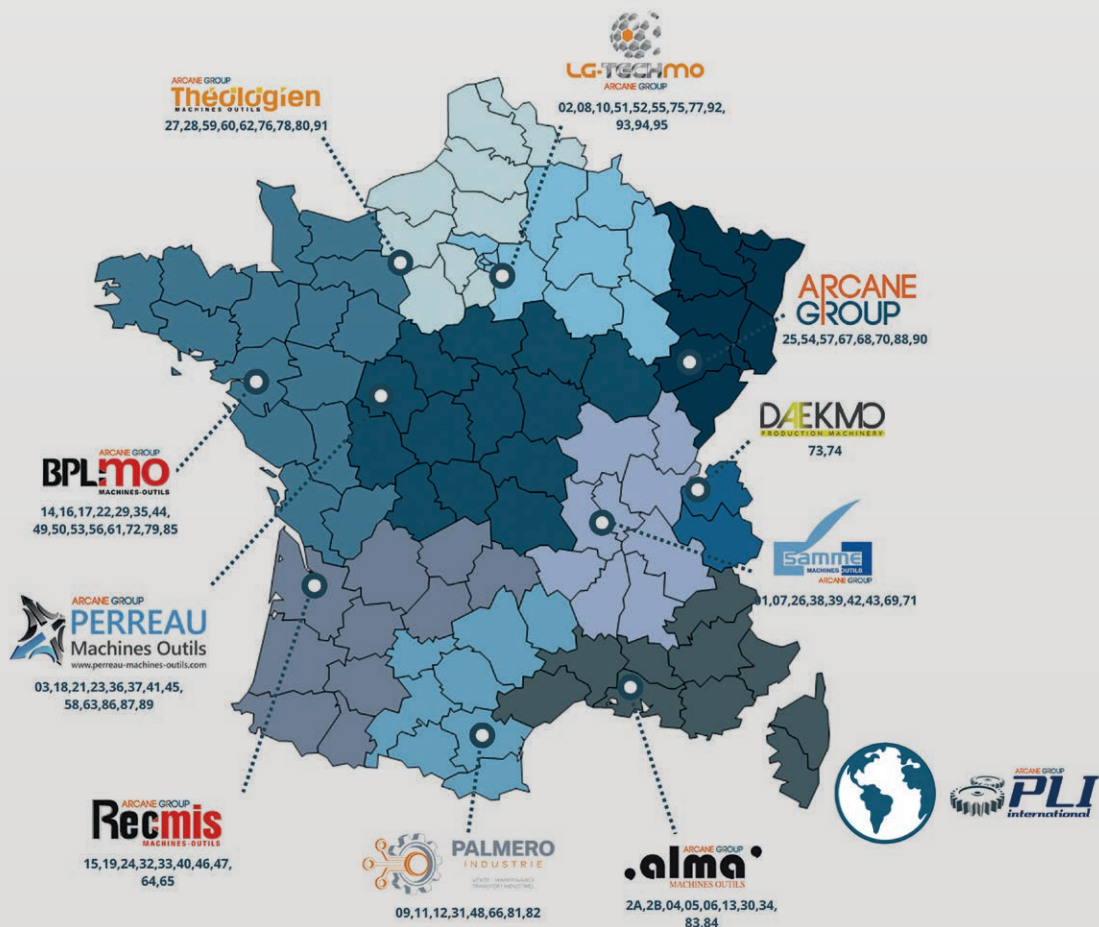 LG-TECHMO
ARCANE GROUP
02,08,10,51,52,55,75,77,92,
93,94,95
ARCANE GROUP
Théologien
MACHINES OUTILS
27,28,59,60,62,76,78,80,91
ARCANE
GROUP
25,54,57,67,68,70,88,90
DAEKMO
PRODUCTION MACHINERY
73,74
ARCANE GROUP
BPL:mo
MACHINES-OUTILS
14,16,17,22,29,35,44,
49,50,53,56,61,72,79,85
samme
MACHINES OUTILS
ARCANE GROUP
01,07,26,38,39,42,43,69,71
ARCANE GROUP
PERREAU
Machines Outils
www.perreau-machines-outils.com
03,18,21,23,36,37,41,45,
58,63,86,87,89
ARCANE GROUP
PLI
international
ARCANE GROUP
Rec:mis
MACHINES-OUTILS
15,19,24,32,33,40,46,47,
64,65
PALMERO
INDUSTRIE
VENTE - MAINTENANCE
TRANSFERT INDUSTRIEL
09,11,12,31,48,66,81,82
ARCANE GROUP
.alma'
MACHINES OUTILS
2A,2B,04,05,06,13,30,34,
83,84